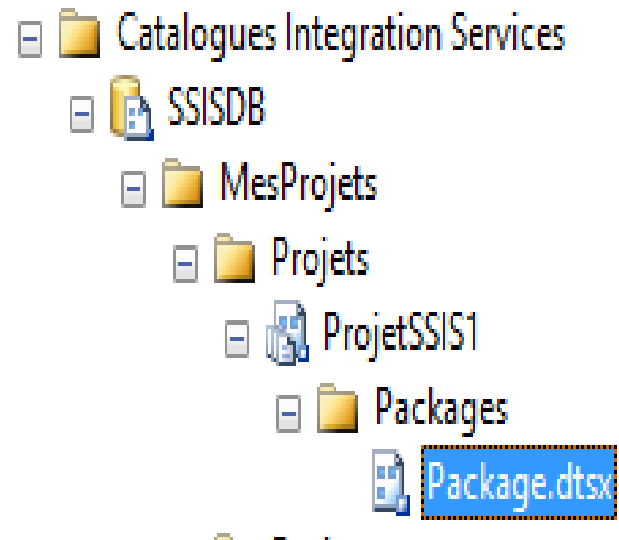 Catalogues Integration Services
SSISDB
MesProjets
Projets
ProjetSSIS1
Packages
Package.dtsx